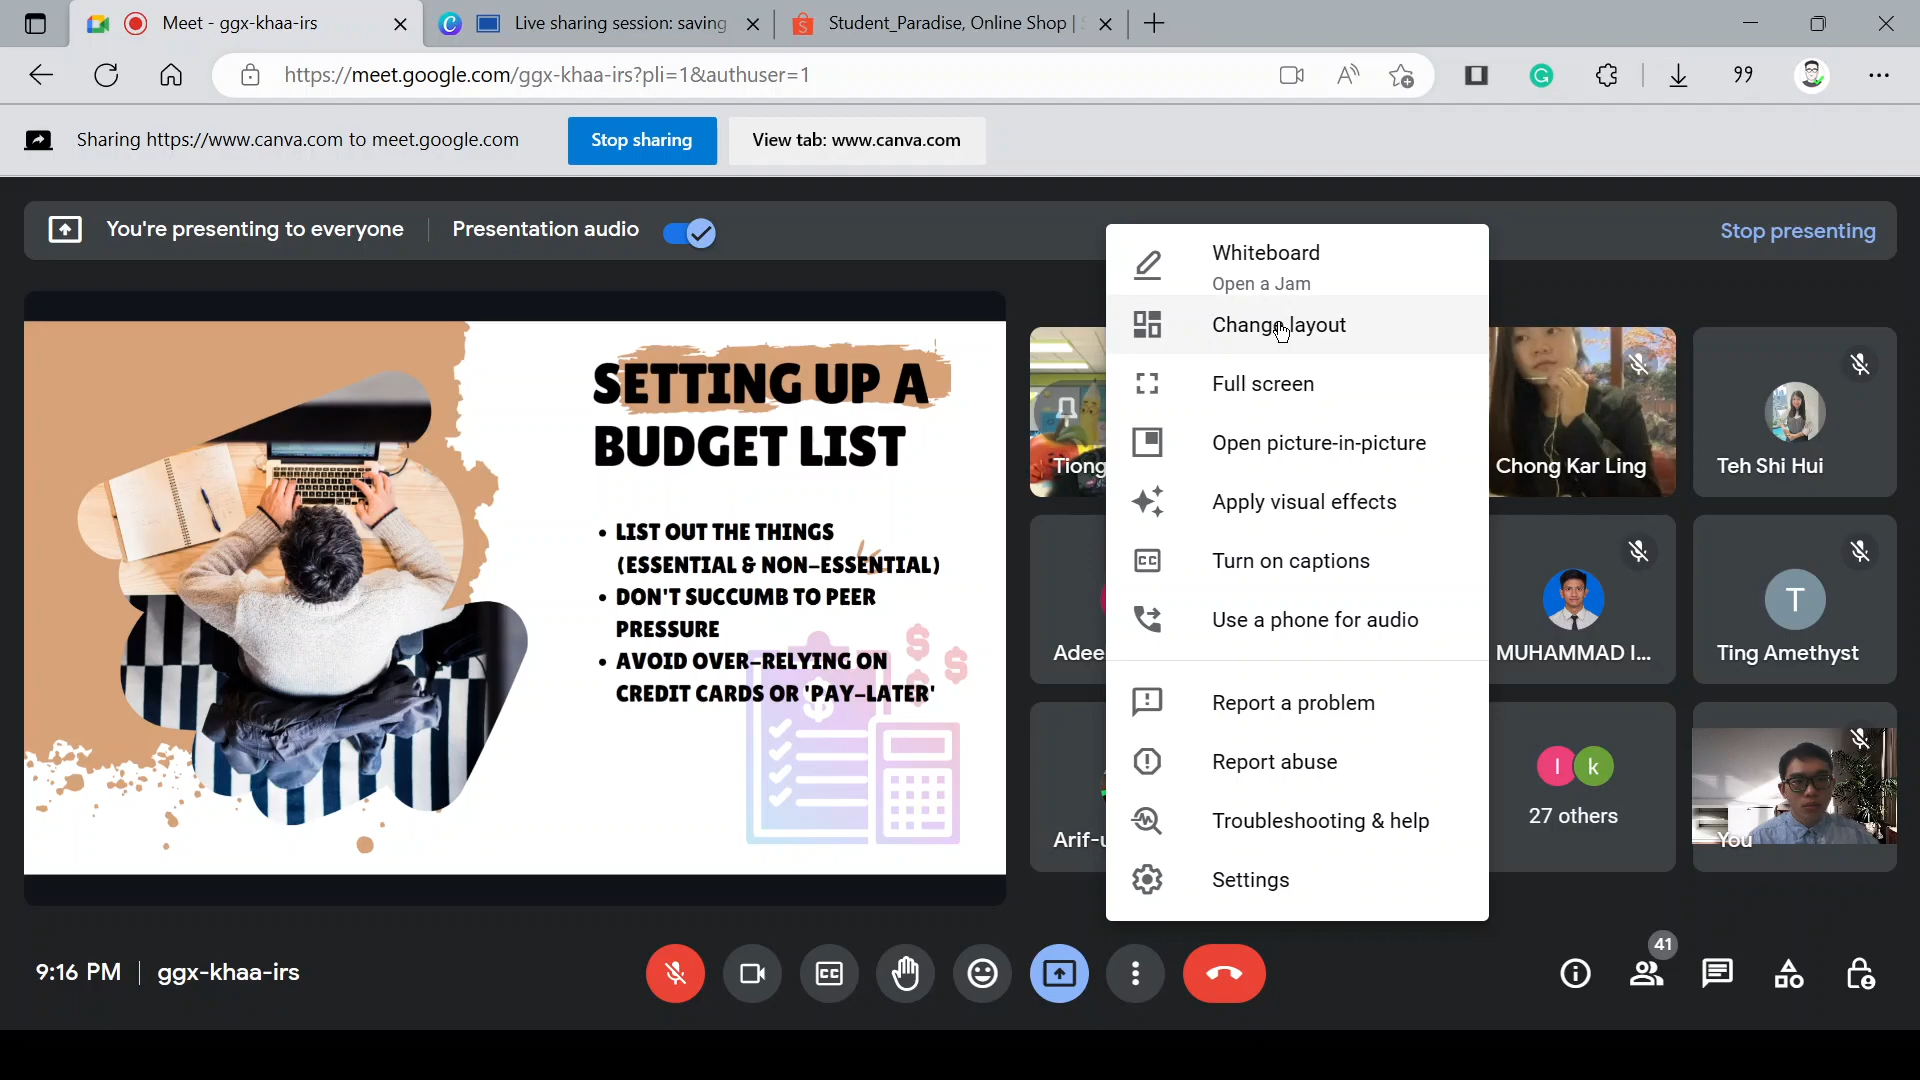 Meet - ggx-khaa-irs
Live sharing session: saving
Student_Paradise, Online Shop |
https://meet.google.com/ggx-khaa-irs?pli=1&authuser=1
Sharing https://www.canva.com to meet.google.com
Stop sharing
View tab: www.canva.com
You're presenting to everyone
Presentation audio
Stop presenting
SETTING UP A
BUDGET LIST
• LIST OUT THE THINGS
(ESSENTIAL & NON-ESSENTIAL)
• DON'T SUCCUMB TO PEER
PRESSURE
• AVOID OVER-RELYING ON
CREDIT CARDS OR 'PAY-LATER'
Whiteboard
Open a Jam
Change layout
Full screen
Open picture-in-picture
Apply visual effects
Turn on captions
Use a phone for audio
Report a problem
Report abuse
Troubleshooting & help
Settings
Tiong
Chong Kar Ling
Teh Shi Hui
Adee
MUHAMMAD I...
T
Ting Amethyst
Arif-u
I k
27 others
You
9:16 PM
ggx-khaa-irs
41